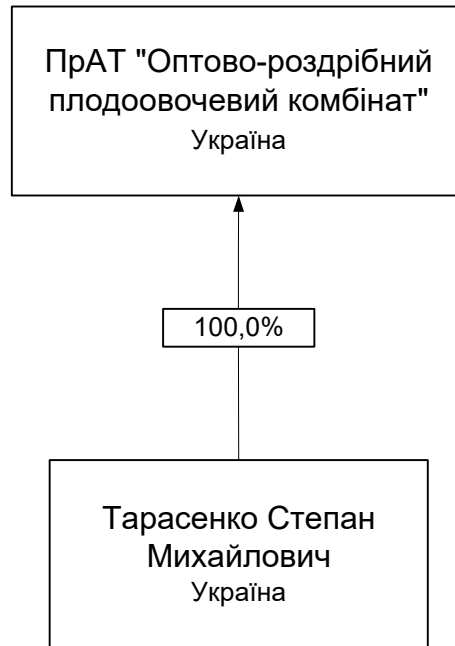 ПрАТ "Оптово-роздрібний
плодоовочевий комбінат"
Україна
100,0%
Тарасенко Степан
Михайлович
Україна